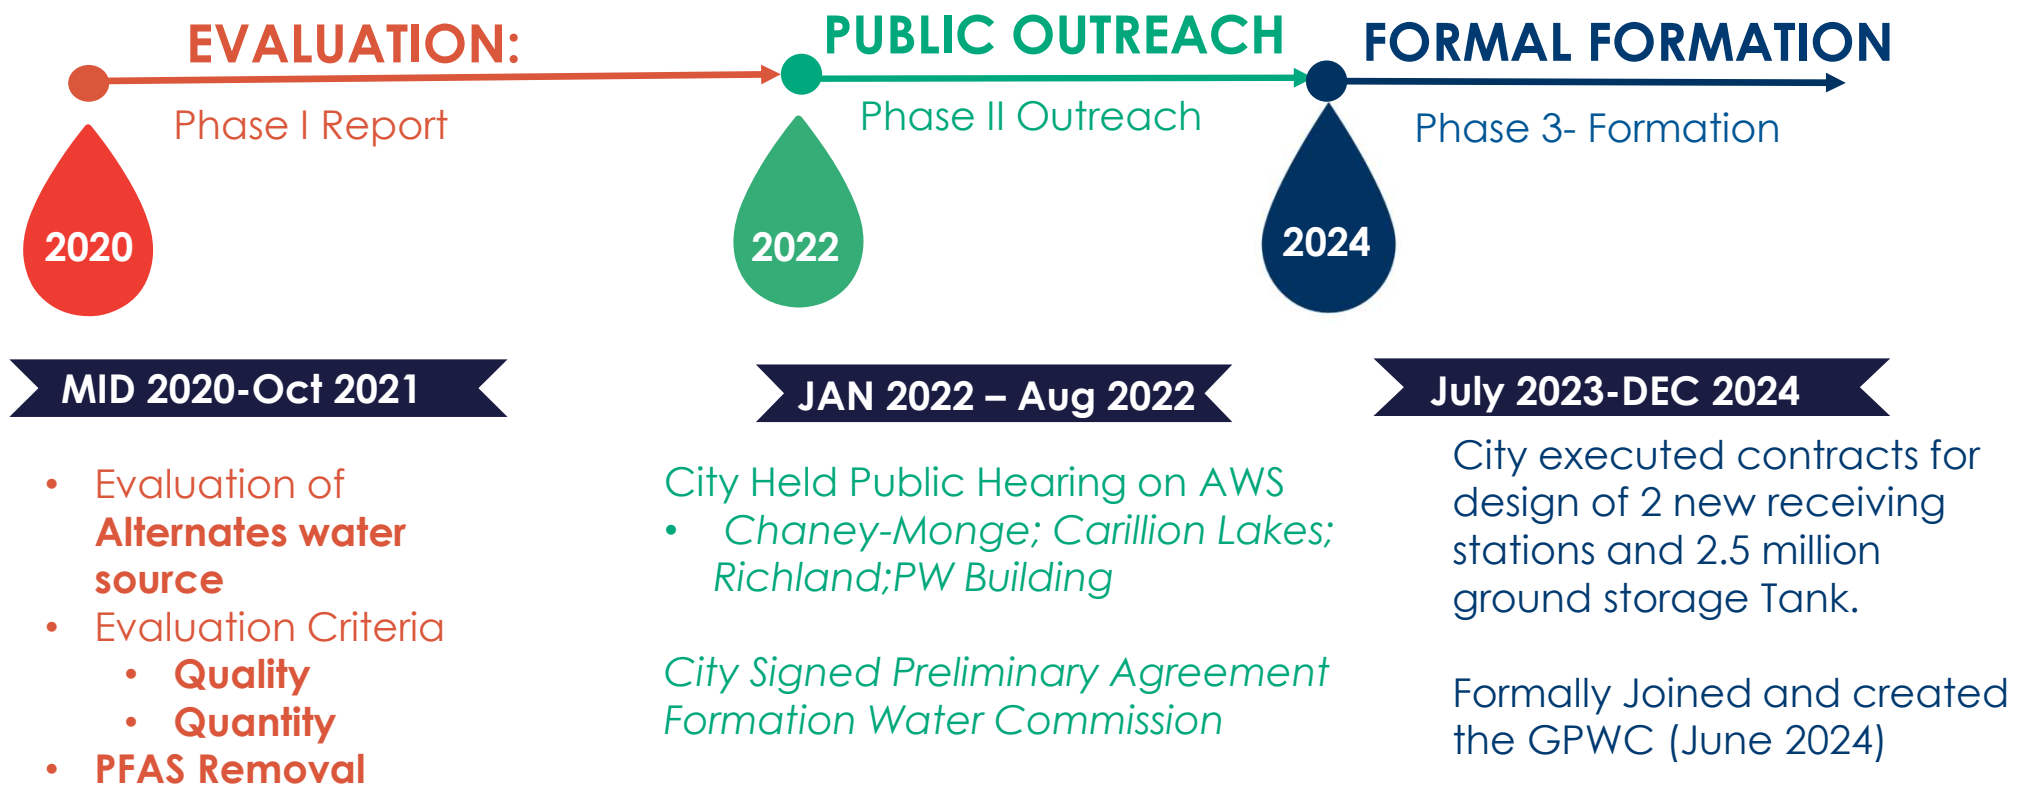 EVALUATION:
Phase I Report
2020
PUBLIC OUTREACH
Phase II Outreach
2022
FORMAL FORMATION
Phase 3- Formation
2024
MID 2020-Oct 2021
• Evaluation of
Alternates water
source
• Evaluation Criteria
• Quality
• Quantity
• PFAS Removal
JAN 2022 – Aug 2022
City Held Public Hearing on AWS
• Chaney-Monge; Carillion Lakes;
Richland;PW Building
City Signed Preliminary Agreement
Formation Water Commission
July 2023-DEC 2024
City executed contracts for
design of 2 new receiving
stations and 2.5 million
ground storage Tank.
Formally Joined and created
the GPWC (June 2024)